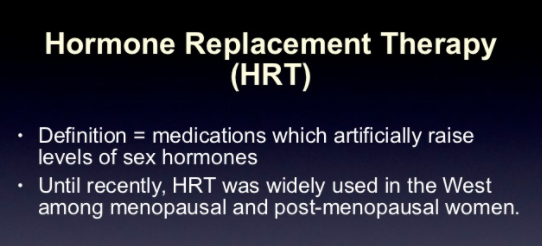 Hormone Replacement Therapy
(HRT)
• Definition = medications which artificially raise
levels of sex hormones
• Until recently, HRT was widely used in the West
among menopausal and post-menopausal women.